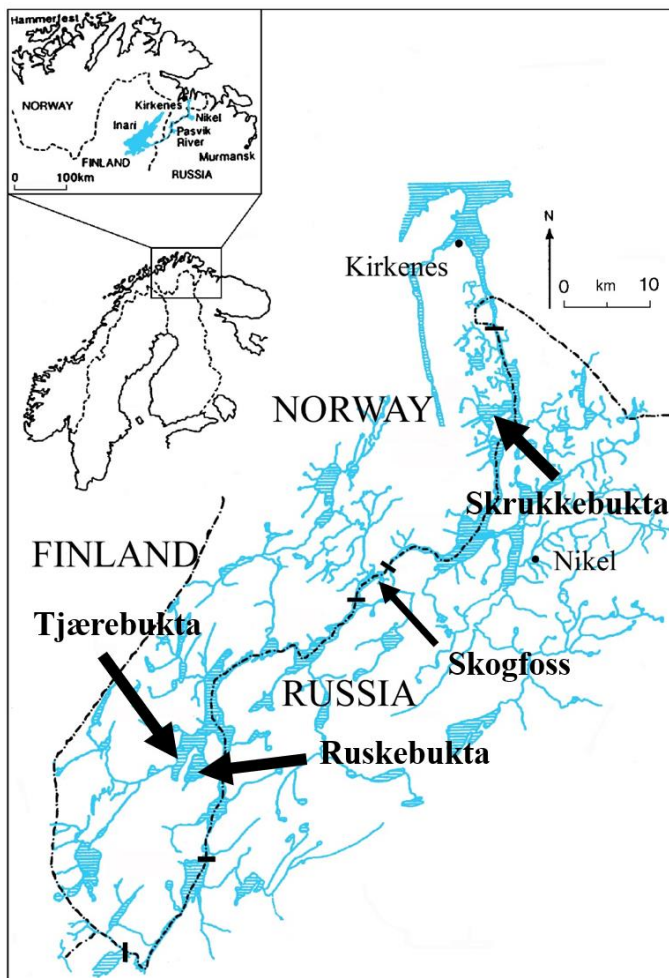 Hammerfest
NORWAY
Kirkenes
Nikel
Inari
Pasvik
River
FINLAND
Murmansk
RUSSIA
0 100km
N
Kirkenes
0 km 10
NORWAY
Skrukkebukta
FINLAND
Nikel
Tjærebukta
Skogfoss
RUSSIA
Ruskebukta